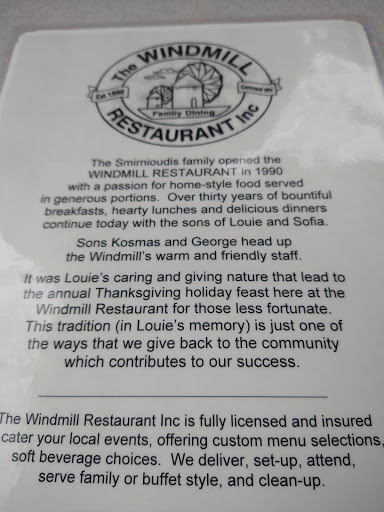 The WINDMILL
Est 1990
Concord NH
Family Dining
RESTAURANT Inc
The Smirnioudis family opened the
WINDMILL RESTAURANT in 1990
with a passion for home-style food served
in generous portions. Over thirty years of bountiful
breakfasts, hearty lunches and delicious dinners
continue today with the sons of Louie and Sofia.
Sons Kosmas and George head up
the Windmill's warm and friendly staff.
It was Louie's caring and giving nature that lead to
the annual Thanksgiving holiday feast here at the
Windmill Restaurant for those less fortunate.
This tradition (in Louie's memory) is just one of
the ways that we give back to the community
which contributes to our success.
The Windmill Restaurant Inc is fully licensed and insured
cater your local events, offering custom menu selections,
soft beverage choices. We deliver, set-up, attend,
serve family or buffet style, and clean-up.